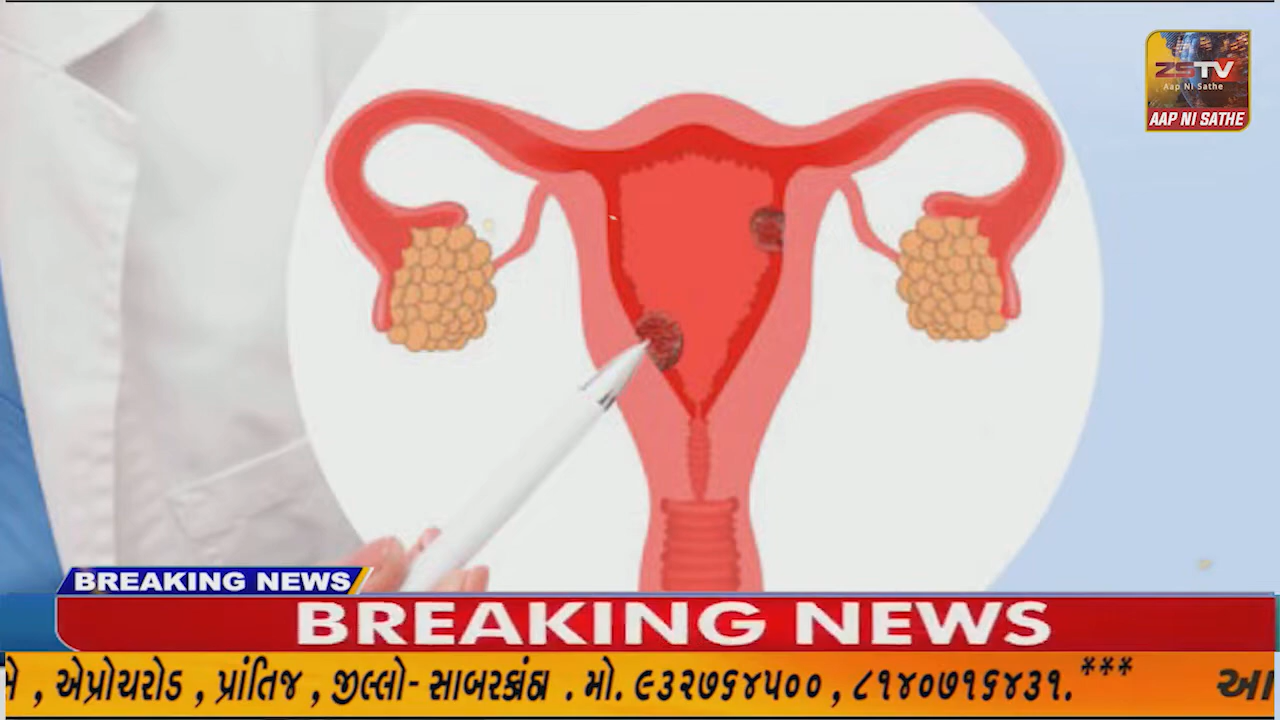 ZSTV
Aap Ni Sathe
AAP NI SATHE
BREAKING NEWS
BREAKING NEWS
, એપ્રોચરોડ , પ્રાંતિજ , જીલ્લો- સાબરકાંઠા . મો. ૯૩૨૭૬૪૫૦૦ , ૮૧૪૦૭૧૬૪૩૧.*** આ